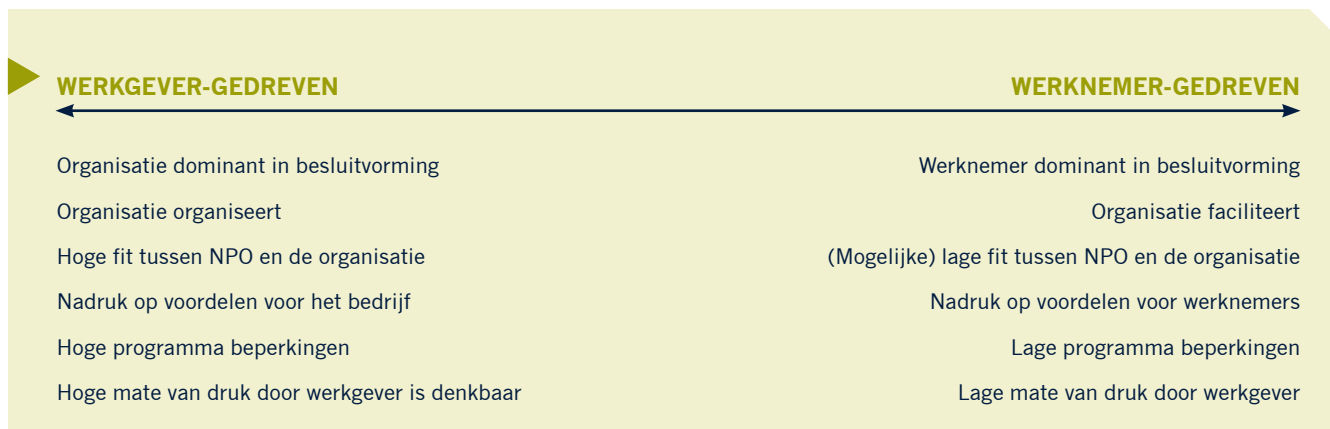 WERKGEVER-GEDREVEN WERKNEMER-GEDREVEN
Organisatie dominant in besluitvorming Werknemer dominant in besluitvorming
Organisatie organiseert Organisatie faciliteert
Hoge fit tussen NPO en de organisatie (Mogelijke) lage fit tussen NPO en de organisatie
Nadruk op voordelen voor het bedrijf Nadruk op voordelen voor werknemers
Hoge programma beperkingen Lage programma beperkingen
Hoge mate van druk door werkgever is denkbaar Lage mate van druk door werkgever